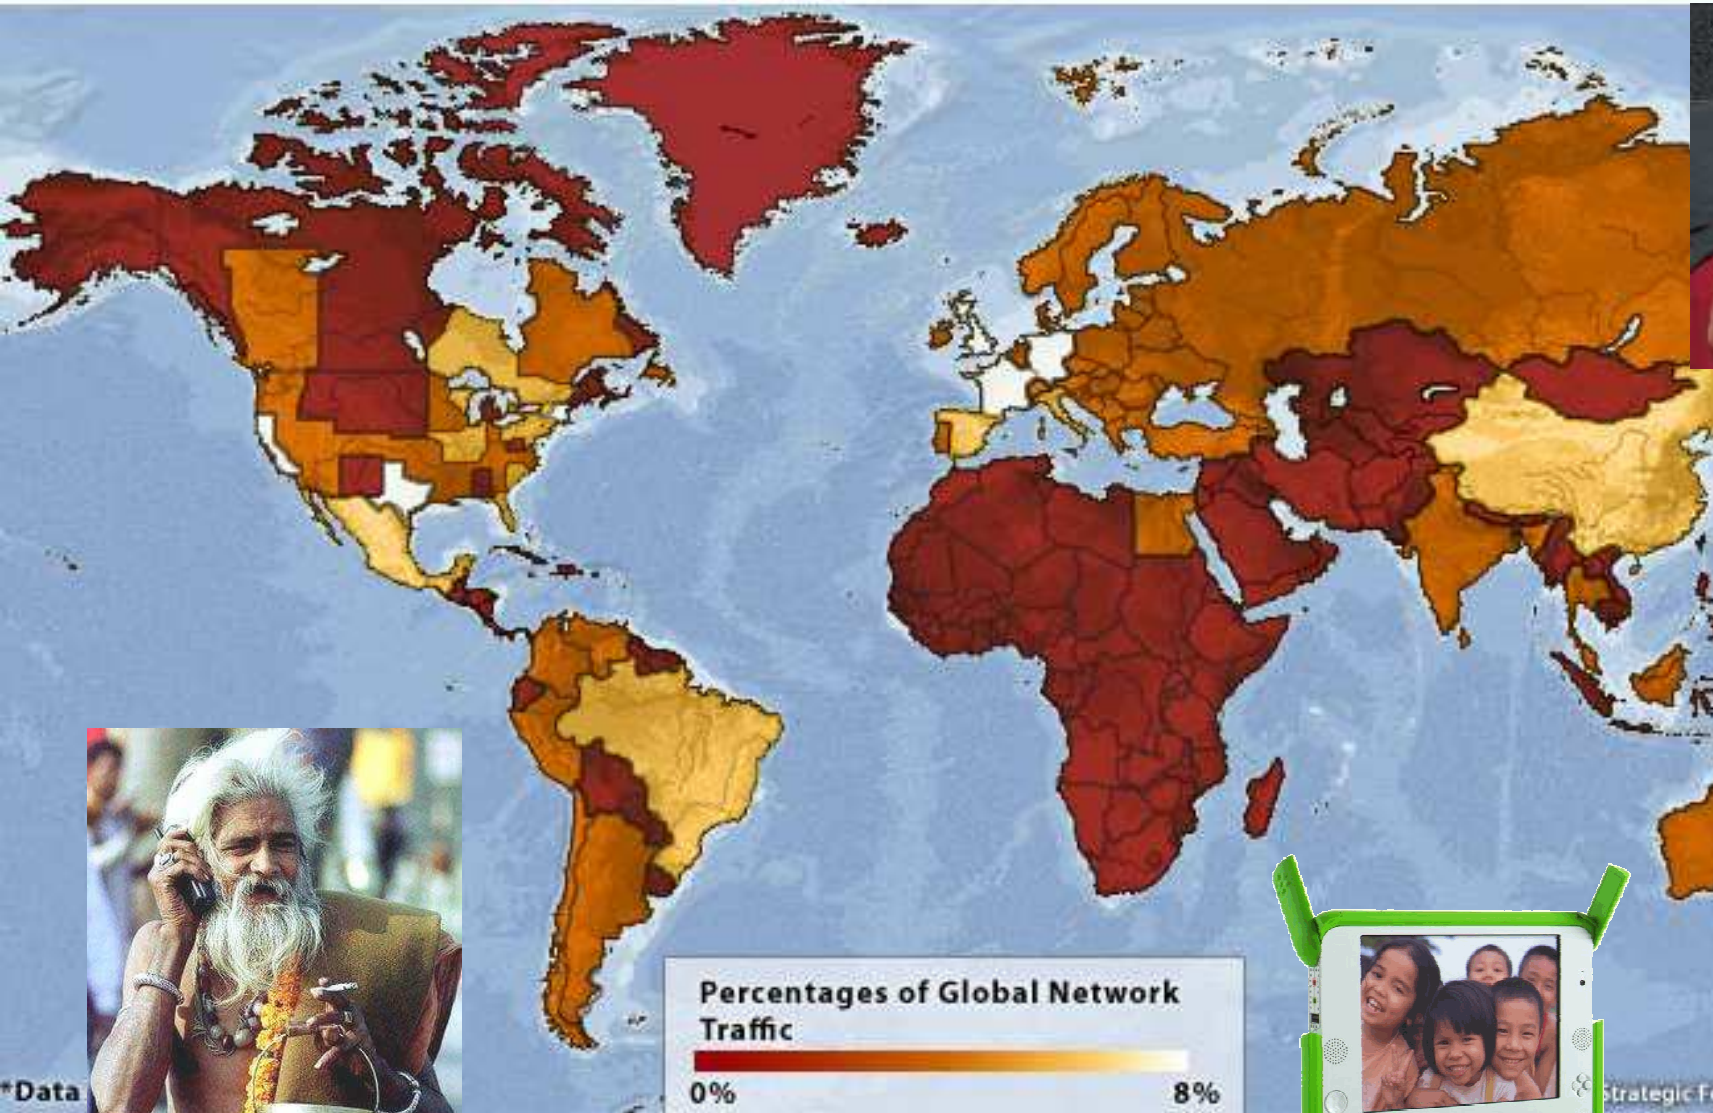 Percentages of Global Network
Traffic
0% 8%
*Data
Strategic